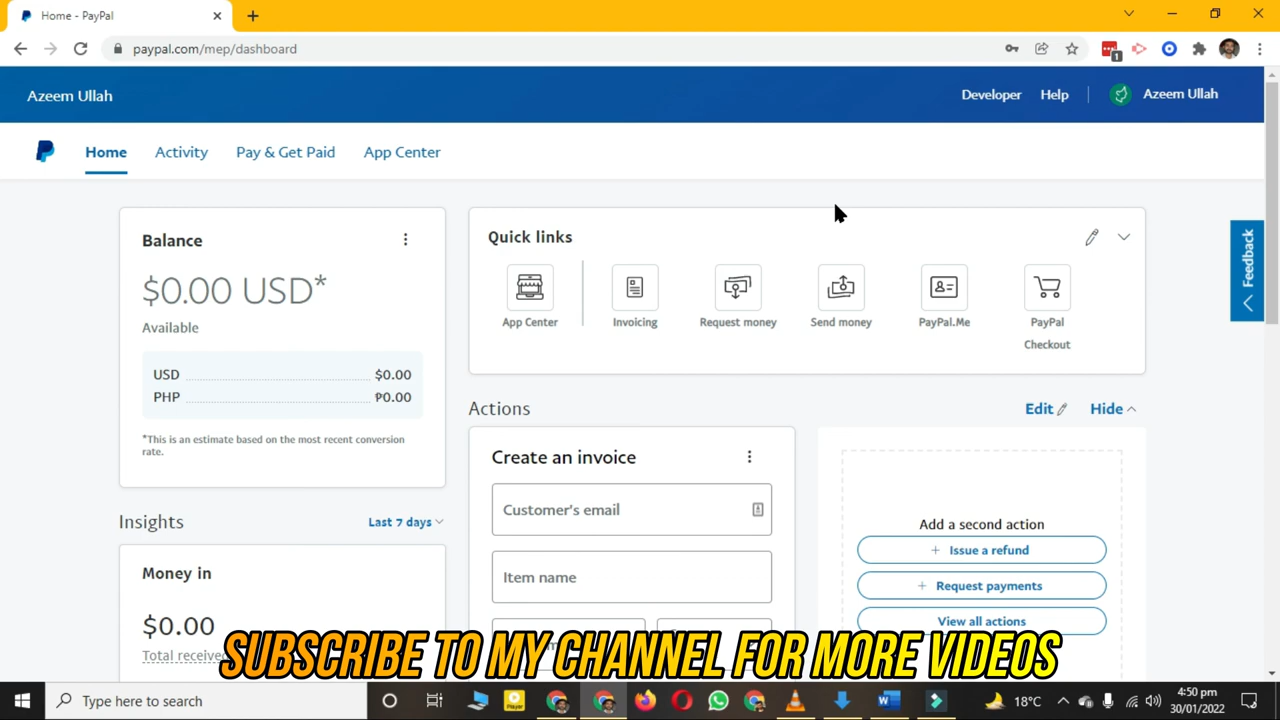 Home - PayPal
paypal.com/mep/dashboard
1
Azeem Ullah
Developer
Help
Azeem Ullah
Home
Activity
Pay & Get Paid
App Center
Balance
$0.00 USD*
Available
USD $0.00
PHP ₱0.00
*This is an estimate based on the most recent conversion
rate.
Quick links
App Center
Invoicing
Request money
Send money
PayPal.Me
PayPal
Checkout
Feedback
Actions
Edit
Hide
Create an invoice
Customer's email
Item name
Add a second action
+ Issue a refund
+ Request payments
View all actions
Insights
Last 7 days
Money in
$0.00
Total receive
SUBSCRIBE TO MY CHANNEL FOR MORE VIDEOS
Type here to search
18°C
4:50 pm
30/01/2022